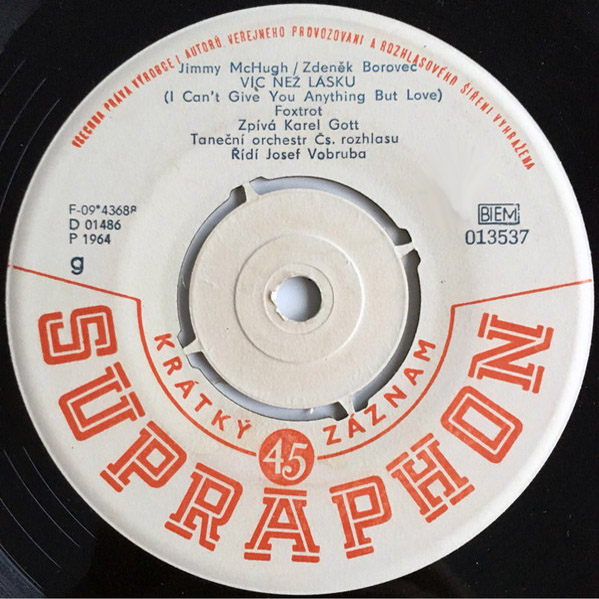 VŠECHNA PRÁVA VÝROBCE I AUTORŮ VEŘEJNÉHO PROVOZOVÁNÍ A ROZHLASOVÉHO ŠÍŘENÍ VYHRAŽENA
Jimmy McHugh/Zdeněk Borovec
VÍC NEŽ LÁSKU
(I Can't Give You Anything But Love)
Foxtrot
Zpívá Karel Gott
Taneční orchestr Čs. rozhlasu
Řídí Josef Vobruba
F-09*43688
D 01486
P 1964
g
BIEM
013537
KRÁTKÝ 45 ZÁZNAM
SUPRAPHON